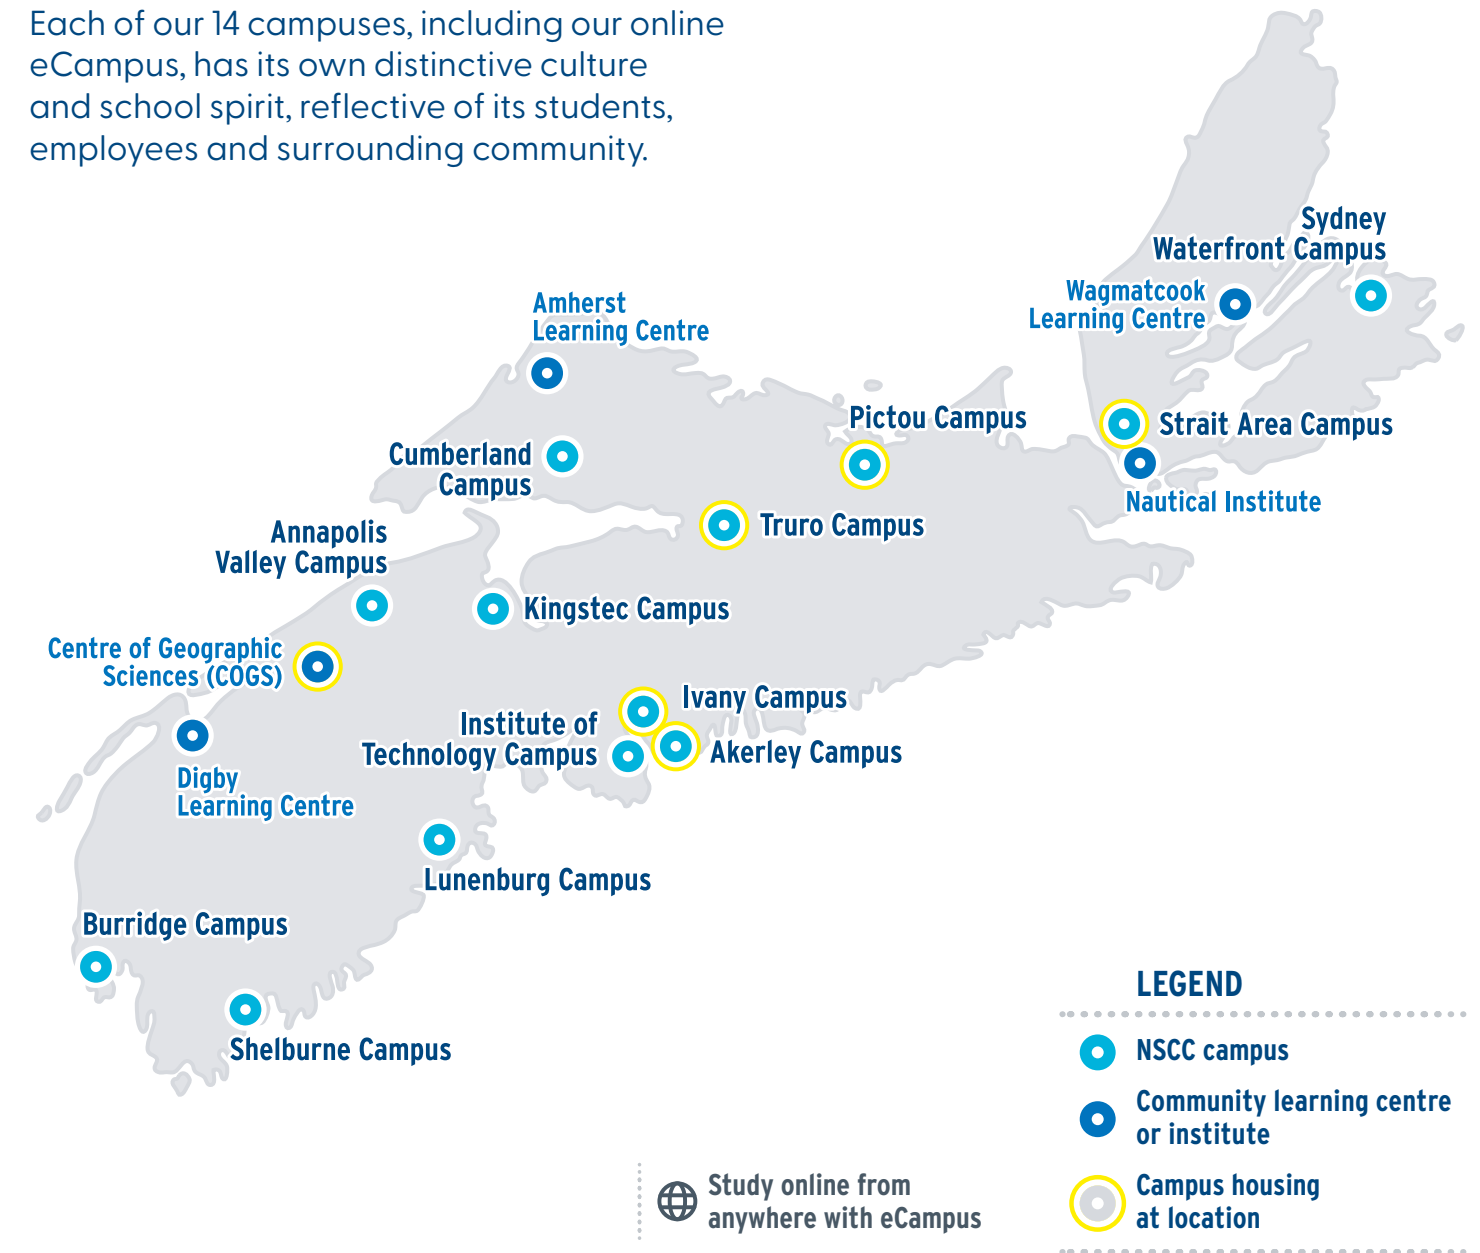 Each of our 14 campuses, including our online
eCampus, has its own distinctive culture
and school spirit, reflective of its students,
employees and surrounding community.
Sydney
Waterfront Campus
Wagmatcook
Learning Centre
Amherst
Learning Centre
Pictou Campus
Strait Area Campus
Cumberland
Campus
Nautical Institute
Truro Campus
Annapolis
Valley Campus
Kingstec Campus
Centre of Geographic
Sciences (COGS)
Ivany Campus
Institute of
Technology Campus
Akerley Campus
Digby
Learning Centre
Lunenburg Campus
Burridge Campus
Shelburne Campus
LEGEND
NSCC campus
Community learning centre
or institute
Campus housing
at location
Study online from
anywhere with eCampus